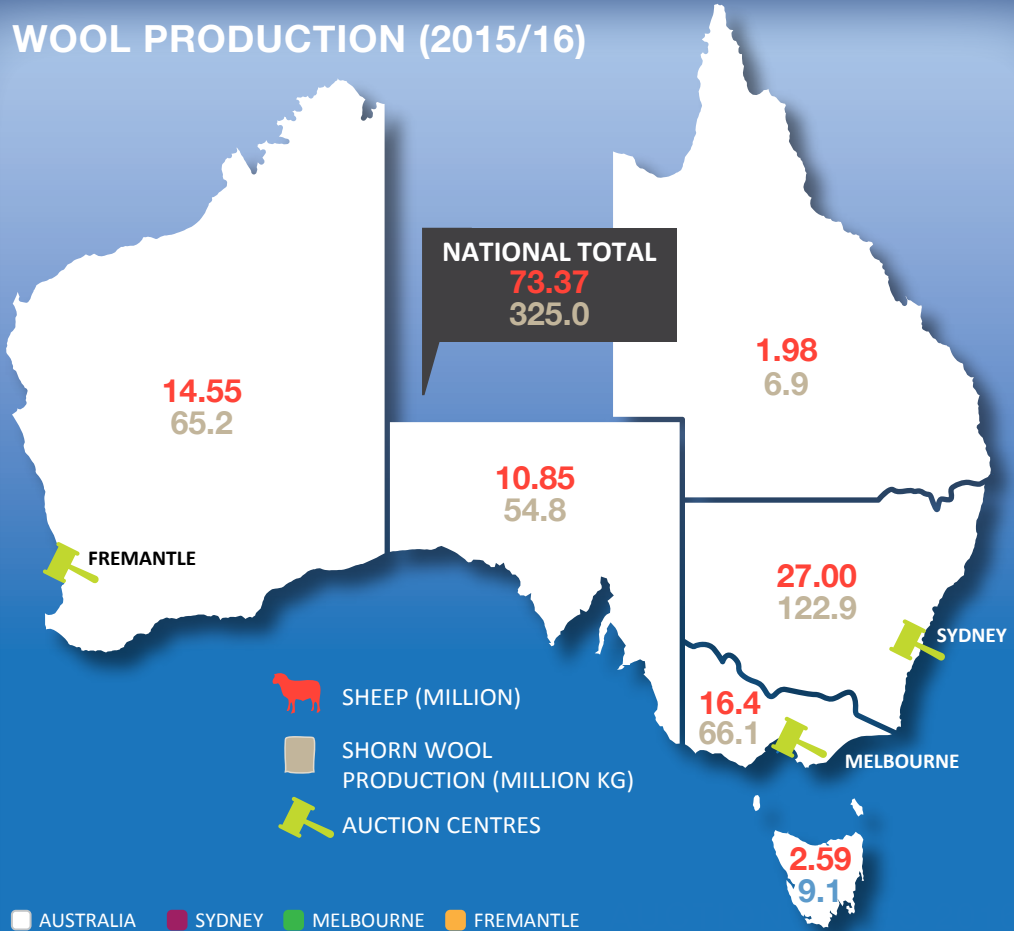 WOOL PRODUCTION (2015/16)
NATIONAL TOTAL
73.37
325.0
14.55
65.2
1.98
6.9
10.85
54.8
FREMANTLE
27.00
122.9
SYDNEY
16.4
66.1
MELBOURNE
SHEEP (MILLION)
SHORN WOOL
PRODUCTION (MILLION KG)
AUCTION CENTRES
2.59
9.1
AUSTRALIA
SYDNEY
MELBOURNE
FREMANTLE